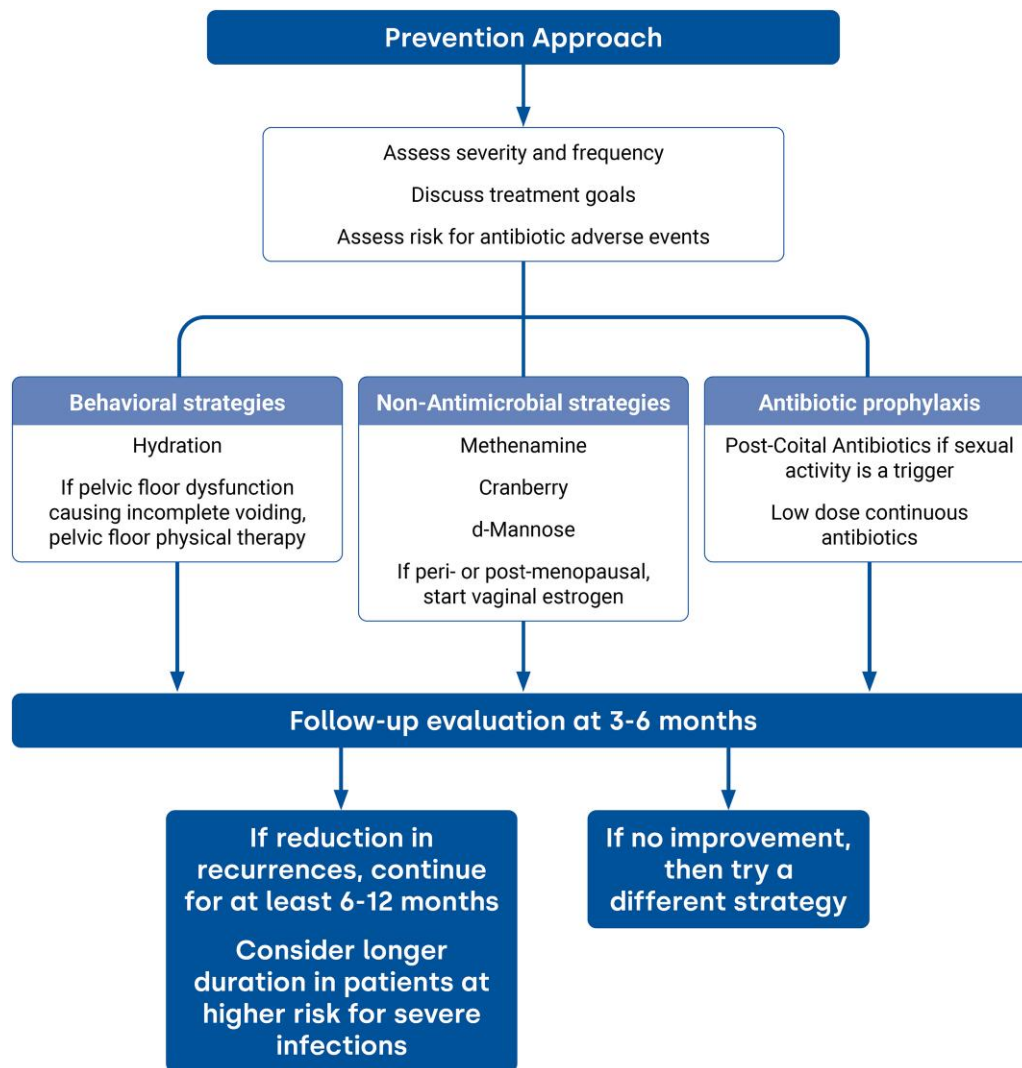 Prevention Approach
Assess severity and frequency
Discuss treatment goals
Assess risk for antibiotic adverse events
Behavioral strategies
Hydration
If pelvic floor dysfunction
causing incomplete voiding,
pelvic floor physical therapy
Non-Antimicrobial strategies
Methenamine
Cranberry
d-Mannose
If peri- or post-menopausal,
start vaginal estrogen
Antibiotic prophylaxis
Post-Coital Antibiotics if sexual
activity is a trigger
Low dose continuous
antibiotics
Follow-up evaluation at 3-6 months
If reduction in
recurrences, continue
for at least 6-12 months
Consider longer
duration in patients at
higher risk for severe
infections
If no improvement,
then try a
different strategy